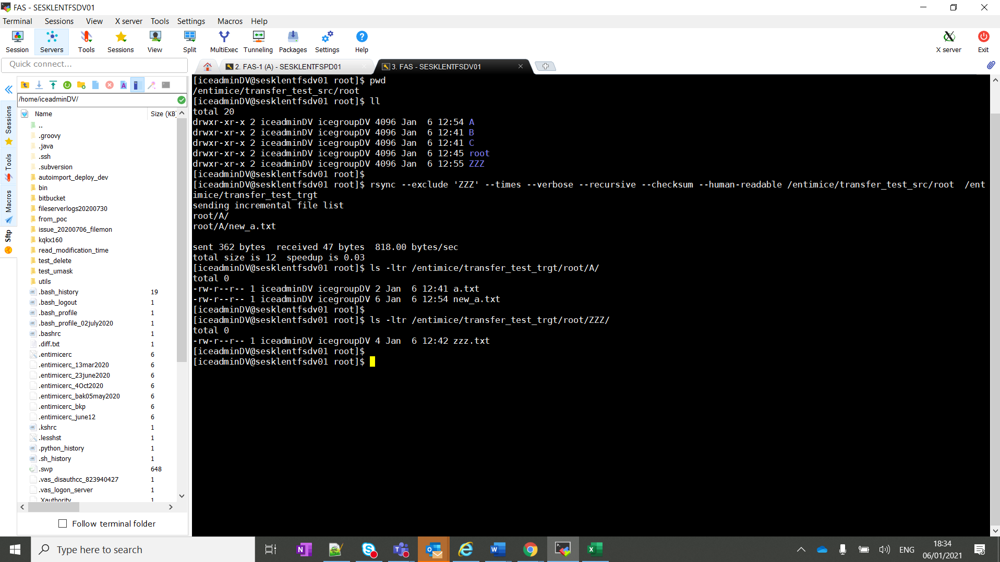 FAS - SESKLENTFSDV01
Terminal Sessions View X server Tools Settings Macros Help
Session Servers Tools Sessions View Split MultiExec Tunneling Packages Settings Help X server Exit
Quick connect...
2. FAS-1 (A) - SESKLENTFSPD01
3. FAS - SESKLENTFSDV01
Sessions
Tools
Macros
Sftp
/home/iceadminDV/
Name Size (KB)
..
.groovy
.java
.ssh
.subversion
autoimport_deploy_dev
bin
bitbucket
fileserverlogs20200730
from_poc
issue_20200706_filemon
kqkx160
read_modification_time
test_delete
test_umask
utils
.bash_history 19
.bash_logout 1
.bash_profile 1
.bash_profile_02july2020 1
.bashrc 1
.diff.txt 1
.entimicerc 6
.entimicerc_13mar2020 6
.entimicerc_23june2020 6
.entimicerc_4Oct2020 6
.entimicerc_bak05may2020 6
.entimicerc_bkp 6
.entimicerc_june12 6
.kshrc 1
.lesshst 1
.python_history 1
.sh_history 1
.swp 648
.vas_disauthcc_823940427 1
.vas_logon_server 1
.Xauthority 1
Follow terminal folder
[iceadminDV@sesklentfsdv01 root]$ pwd
/entimice/transfer_test_src/root
[iceadminDV@sesklentfsdv01 root]$ ll
total 20
drwxr-xr-x 2 iceadminDV icegroupDV 4096 Jan  6 12:54 A
drwxr-xr-x 2 iceadminDV icegroupDV 4096 Jan  6 12:41 B
drwxr-xr-x 2 iceadminDV icegroupDV 4096 Jan  6 12:41 C
drwxr-xr-x 2 iceadminDV icegroupDV 4096 Jan  6 12:45 root
drwxr-xr-x 2 iceadminDV icegroupDV 4096 Jan  6 12:55 ZZZ
[iceadminDV@sesklentfsdv01 root]$
[iceadminDV@sesklentfsdv01 root]$ rsync --exclude 'ZZZ' --times --verbose --recursive --checksum --human-readable /entimice/transfer_test_src/root  /ent
imice/transfer_test_trgt
sending incremental file list
root/A/
root/A/new_a.txt
sent 362 bytes  received 47 bytes  818.00 bytes/sec
total size is 12  speedup is 0.03
[iceadminDV@sesklentfsdv01 root]$ ls -ltr /entimice/transfer_test_trgt/root/A/
total 0
-rw-r--r-- 1 iceadminDV icegroupDV 2 Jan  6 12:41 a.txt
-rw-r--r-- 1 iceadminDV icegroupDV 6 Jan  6 12:54 new_a.txt
[iceadminDV@sesklentfsdv01 root]$
[iceadminDV@sesklentfsdv01 root]$ ls -ltr /entimice/transfer_test_trgt/root/ZZZ/
total 0
-rw-r--r-- 1 iceadminDV icegroupDV 4 Jan  6 12:42 zzz.txt
[iceadminDV@sesklentfsdv01 root]$
[iceadminDV@sesklentfsdv01 root]$
Type here to search
ENG
18:34
06/01/2021